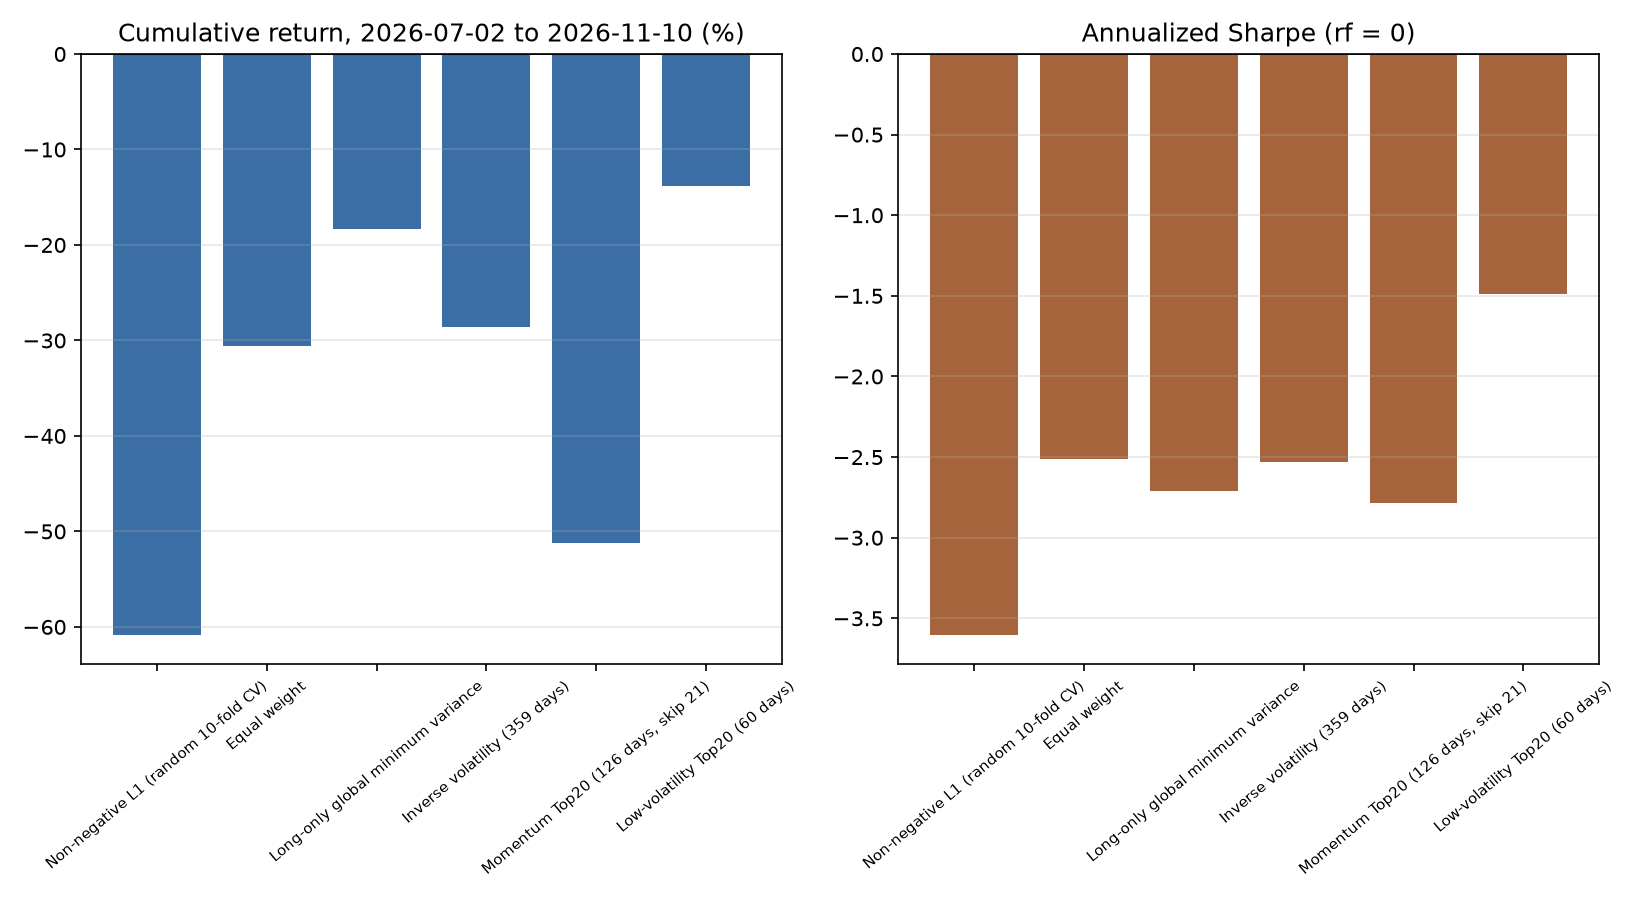 Cumulative return, 2026-07-02 to 2026-11-10 (%)
0
−10
−20
−30
−40
−50
−60
Non-negative L1 (random 10-fold CV)
Equal weight
Long-only global minimum variance
Inverse volatility (359 days)
Momentum Top20 (126 days, skip 21)
Low-volatility Top20 (60 days)
Annualized Sharpe (rf = 0)
0.0
−0.5
−1.0
−1.5
−2.0
−2.5
−3.0
−3.5
Non-negative L1 (random 10-fold CV)
Equal weight
Long-only global minimum variance
Inverse volatility (359 days)
Momentum Top20 (126 days, skip 21)
Low-volatility Top20 (60 days)